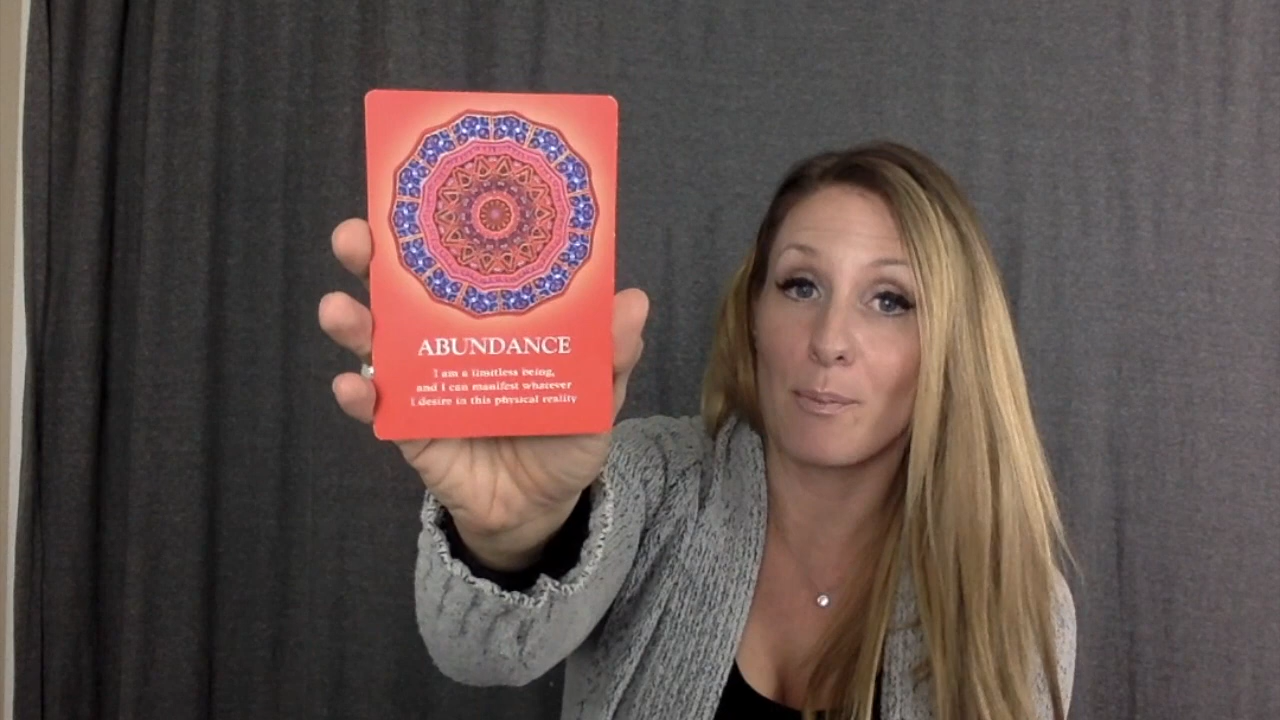 ABUNDANCE
I am a limitless being,
and I can manifest whatever
I desire in this physical reality